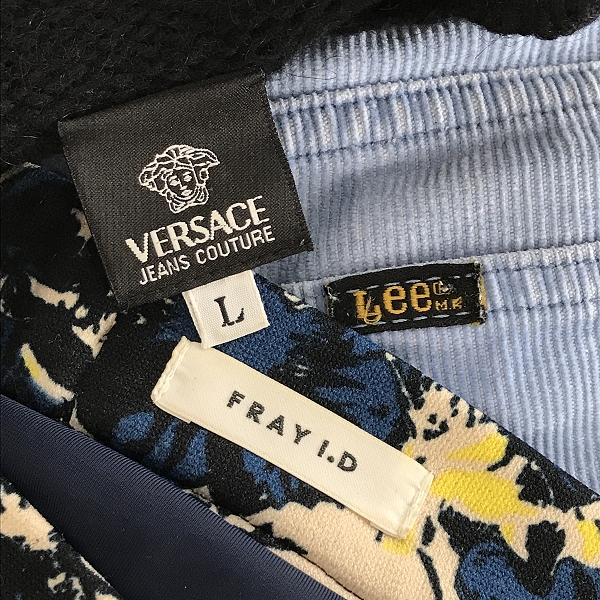 VERSACE
JEANS COUTURE
L
Lee
M.R.
FRAY I.D